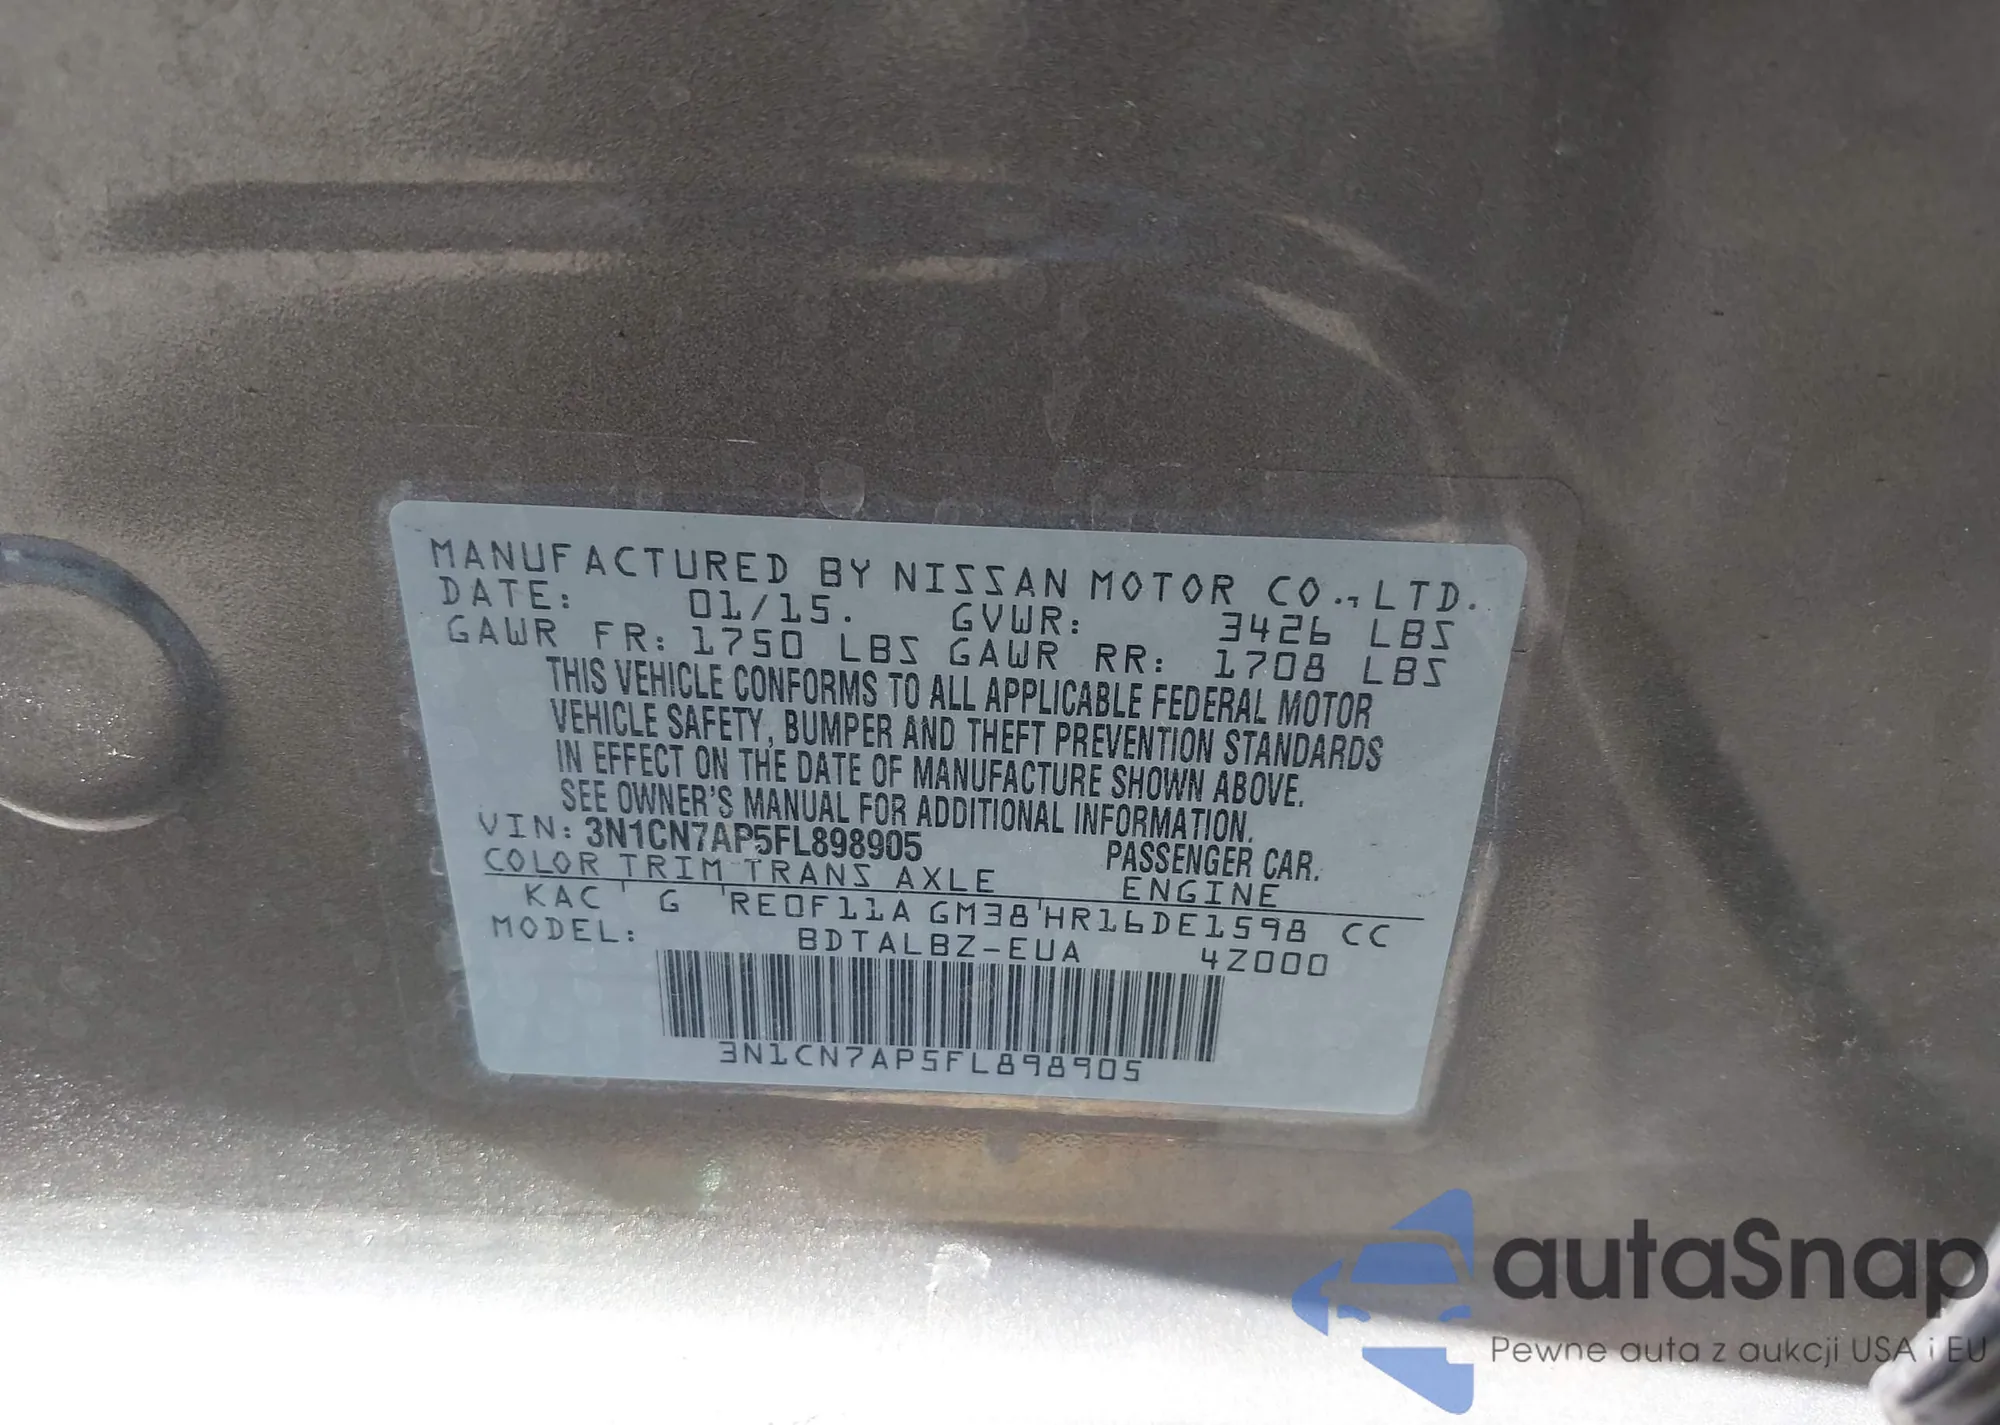 MANUFACTURED BY NISSAN MOTOR CO., LTD.
DATE: 01/15. GVWR: 3426 LBS
GAWR FR: 1750 LBS GAWR RR: 1708 LBS
THIS VEHICLE CONFORMS TO ALL APPLICABLE FEDERAL MOTOR
VEHICLE SAFETY, BUMPER AND THEFT PREVENTION STANDARDS
IN EFFECT ON THE DATE OF MANUFACTURE SHOWN ABOVE.
SEE OWNER'S MANUAL FOR ADDITIONAL INFORMATION.
VIN: 3N1CN7AP5FL898905 PASSENGER CAR.
COLOR TRIM TRANS AXLE ENGINE
KAC G RE0F11A GM38 HR16DE1598 CC
MODEL: BDTALBZ-EUA 4Z000
3N1CN7AP5FL898905
autaSnap
Pewne auta z aukcji USA i EU